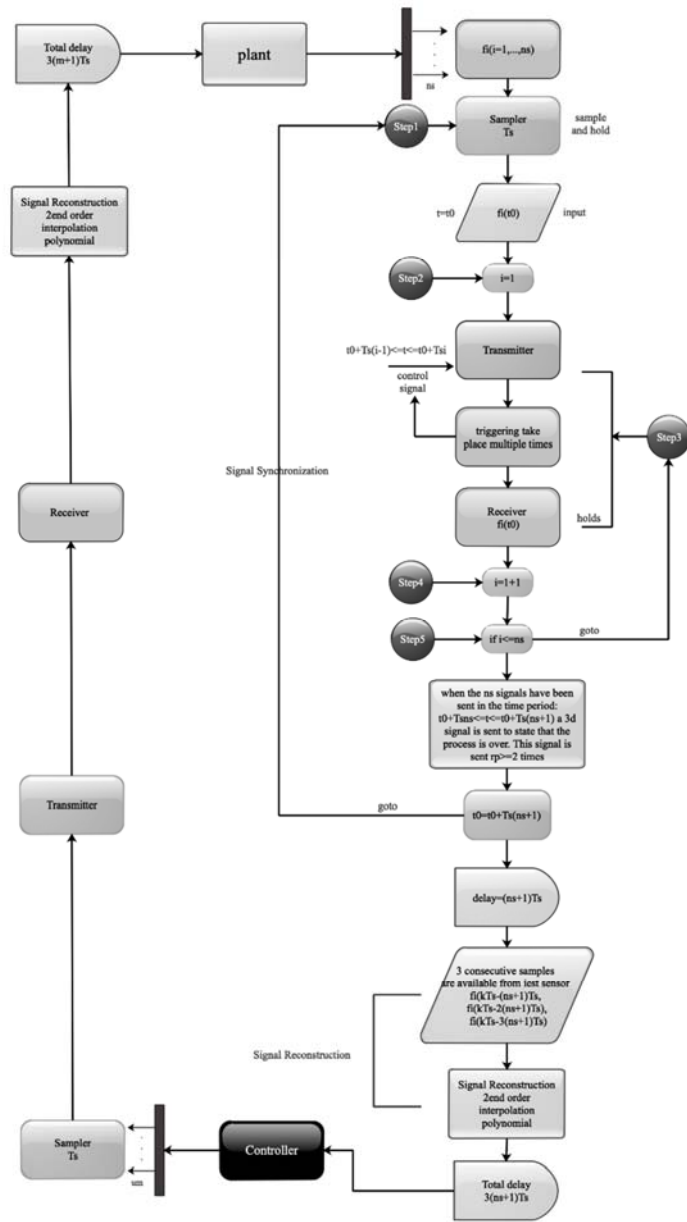 Total delay
3(m+1)Ts
plant
ns
fi(i=1,...,ns)
Step1
Sampler
Ts
sample
and hold
Signal Reconstruction
2end order
interpolation
polynomial
t=t0
fi(t0)
input
Step2
i=1
t0+Ts(i-1)<=t<=t0+Tsi
Transmitter
control
signal
triggering take
place multiple times
Step3
Signal Synchronization
Receiver
Receiver
fi(t0)
holds
Step4
i=1+1
Step5
if i<=ns
goto
when the ns signals have been
sent in the time period:
t0+Tsns<=t<=t0+Ts(ns+1) a 3d
signal is sent to state that the
process is over. This signal is
sent rp>=2 times
Transmitter
goto
t0=t0+Ts(ns+1)
delay=(ns+1)Ts
3 consecutive samples
are available from iest sensor
fi(kTs-(ns+1)Ts,
fi(kTs-2(ns+1)Ts),
fi(kTs-3(ns+1)Ts)
Signal Reconstruction
Signal Reconstruction
2end order
interpolation
polynomial
Sampler
Ts
um
Controller
Total delay
3(ns+1)Ts